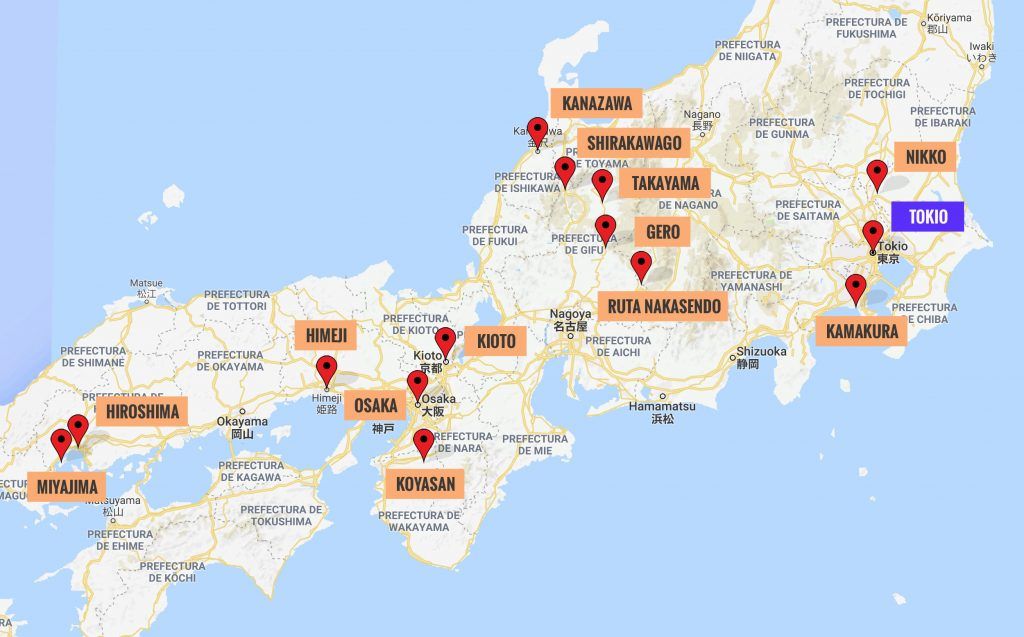 PREFECTURA
DE FUKUSHIMA
Kōriyama
郡山
PREFECTURA
DE NIIGATA
Iwaki
いわき
PREFECTURA
DE TOCHIGI
KANAZAWA
Nagano
長野
PREFECTURA
DE GUNMA
PREFECTURA
DE IBARAKI
SHIRAKAWAGO
DE TOYAMA
NIKKO
PREFECTURA
DE ISHIKAWA
TAKAYAMA
DE NAGANO
PREFECTURA
DE SAITAMA
TOKIO
PREFECTURA
DE FUKUI
GERO
PREFECTURA
DE GIFU
Tokio
東京
PREFECTURA DE
YAMANASHI
Matsue
松江
PREFECTURA
DE TOTTORI
RUTA NAKASENDO
PREFECTURA
DE CHIBA
PREFECTURA
DE KIOTO
Nagoya
名古屋
KAMAKURA
HIMEJI
KIOTO
Kioto
京都
PREFECTURA
DE AICHI
Shizuoka
静岡
PREFECTURA
DE SHIMANE
PREFECTURA
DE OKAYAMA
Himeji
姫路
OSAKA
Osaka
大阪
神戸
Hamamatsu
浜松
HIROSHIMA
Okayama
岡山
PREFECTURA
DE NARA
PREFECTURA
DE MIE
MIYAJIMA
PREFECTURA
DE KAGAWA
KOYASAN
松山
PREFECTURA
DE TOKUSHIMA
PREFECTURA DE
WAKAYAMA
PREFECTURA
DE EHIME
PREFECTURA
DE KŌCHI